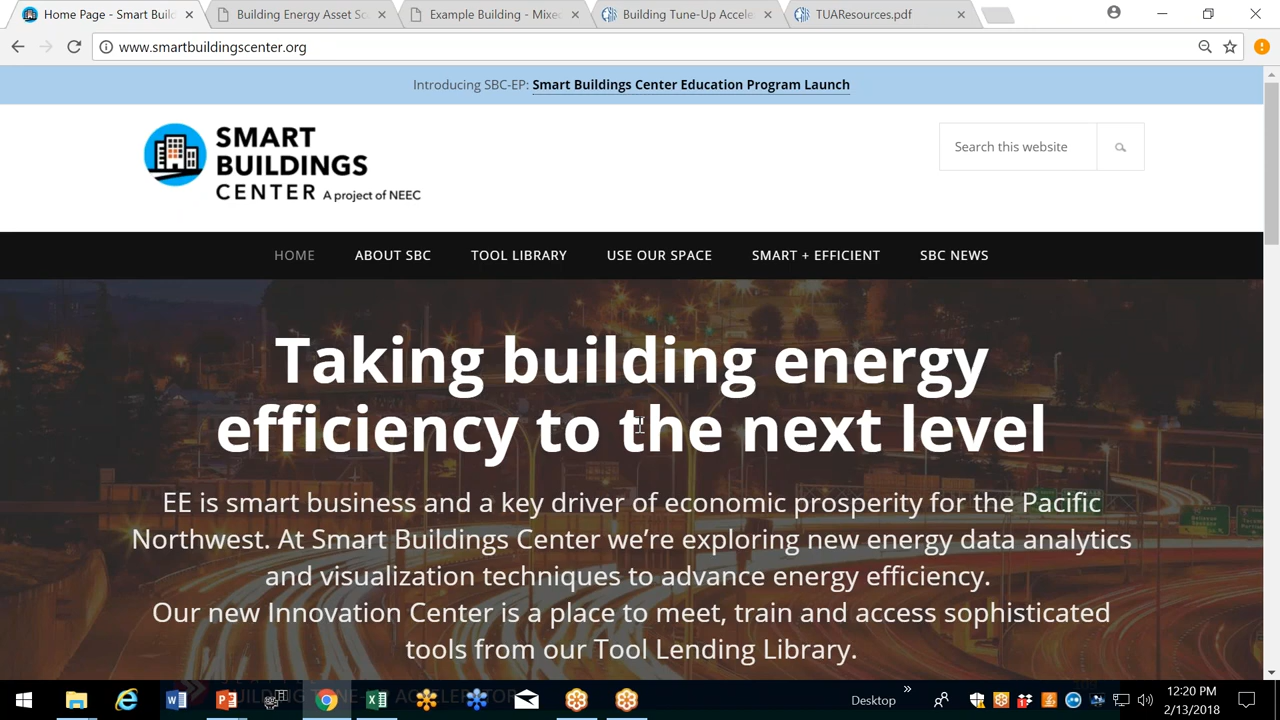 Home Page - Smart Build
Building Energy Asset Sc
Example Building - Mixed
Building Tune-Up Accele
TUAResources.pdf
www.smartbuildingscenter.org
Introducing SBC-EP: Smart Buildings Center Education Program Launch
SMART
BUILDINGS
CENTER A project of NEEC
Search this website
HOME
ABOUT SBC
TOOL LIBRARY
USE OUR SPACE
SMART + EFFICIENT
SBC NEWS
Taking building energy
efficiency to the next level
EE is smart business and a key driver of economic prosperity for the Pacific
Northwest. At Smart Buildings Center we're exploring new energy data analytics
and visualization techniques to advance energy efficiency.
Our new Innovation Center is a place to meet, train and access sophisticated
tools from our Tool Lending Library.
Desktop
12:20 PM
2/13/2018